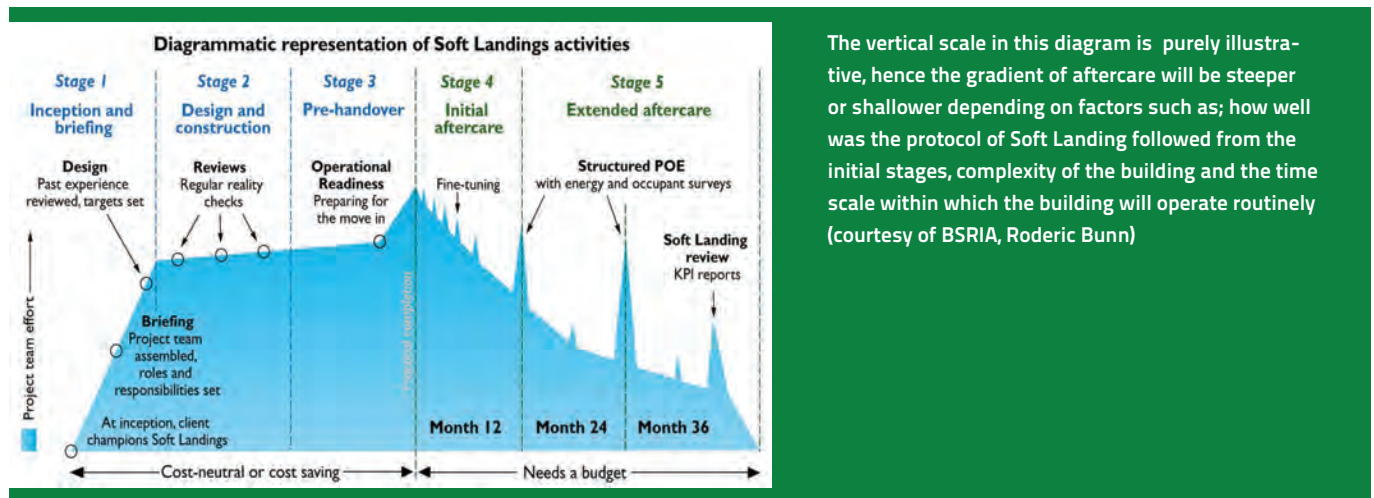 Diagrammatic representation of Soft Landings activities
Stage 1
Inception and
briefing
Stage 2
Design and
construction
Stage 3
Pre-handover
Stage 4
Initial
aftercare
Stage 5
Extended aftercare
Design
Past experience
reviewed, targets set
Reviews
Regular reality
checks
Operational
Readiness
Preparing for
the move in
Fine-tuning
Structured POE
with energy and occupant surveys
Soft Landing
review
KPI reports
Project team effort
Briefing
Project team
assembled,
roles and
responsibilities set
At inception, client
champions Soft Landings
Practical completion
Month 12
Month 24
Month 36
Cost-neutral or cost saving
Needs a budget
The vertical scale in this diagram is purely illustra-
tive, hence the gradient of aftercare will be steeper
or shallower depending on factors such as; how well
was the protocol of Soft Landing followed from the
initial stages, complexity of the building and the time
scale within which the building will operate routinely
(courtesy of BSRIA, Roderic Bunn)